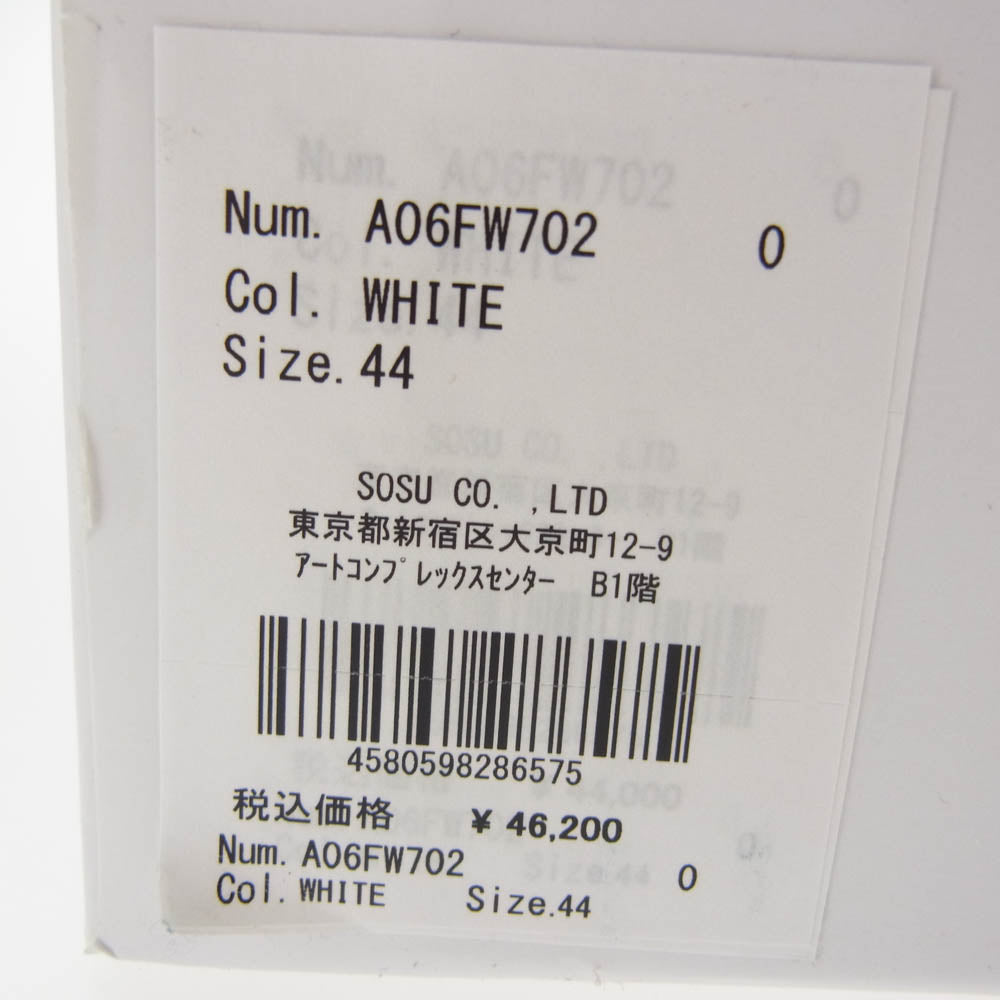 Num. A06FW702 0
Col. WHITE
Size. 44
SOSU CO. ,LTD
東京都新宿区大京町12-9
ｱｰﾄｺﾝﾌﾟﾚｯｸｽｾﾝﾀｰ B1階
4580598286575
税込価格 ¥ 46,200
Num. A06FW702 0
Col. WHITE Size.44